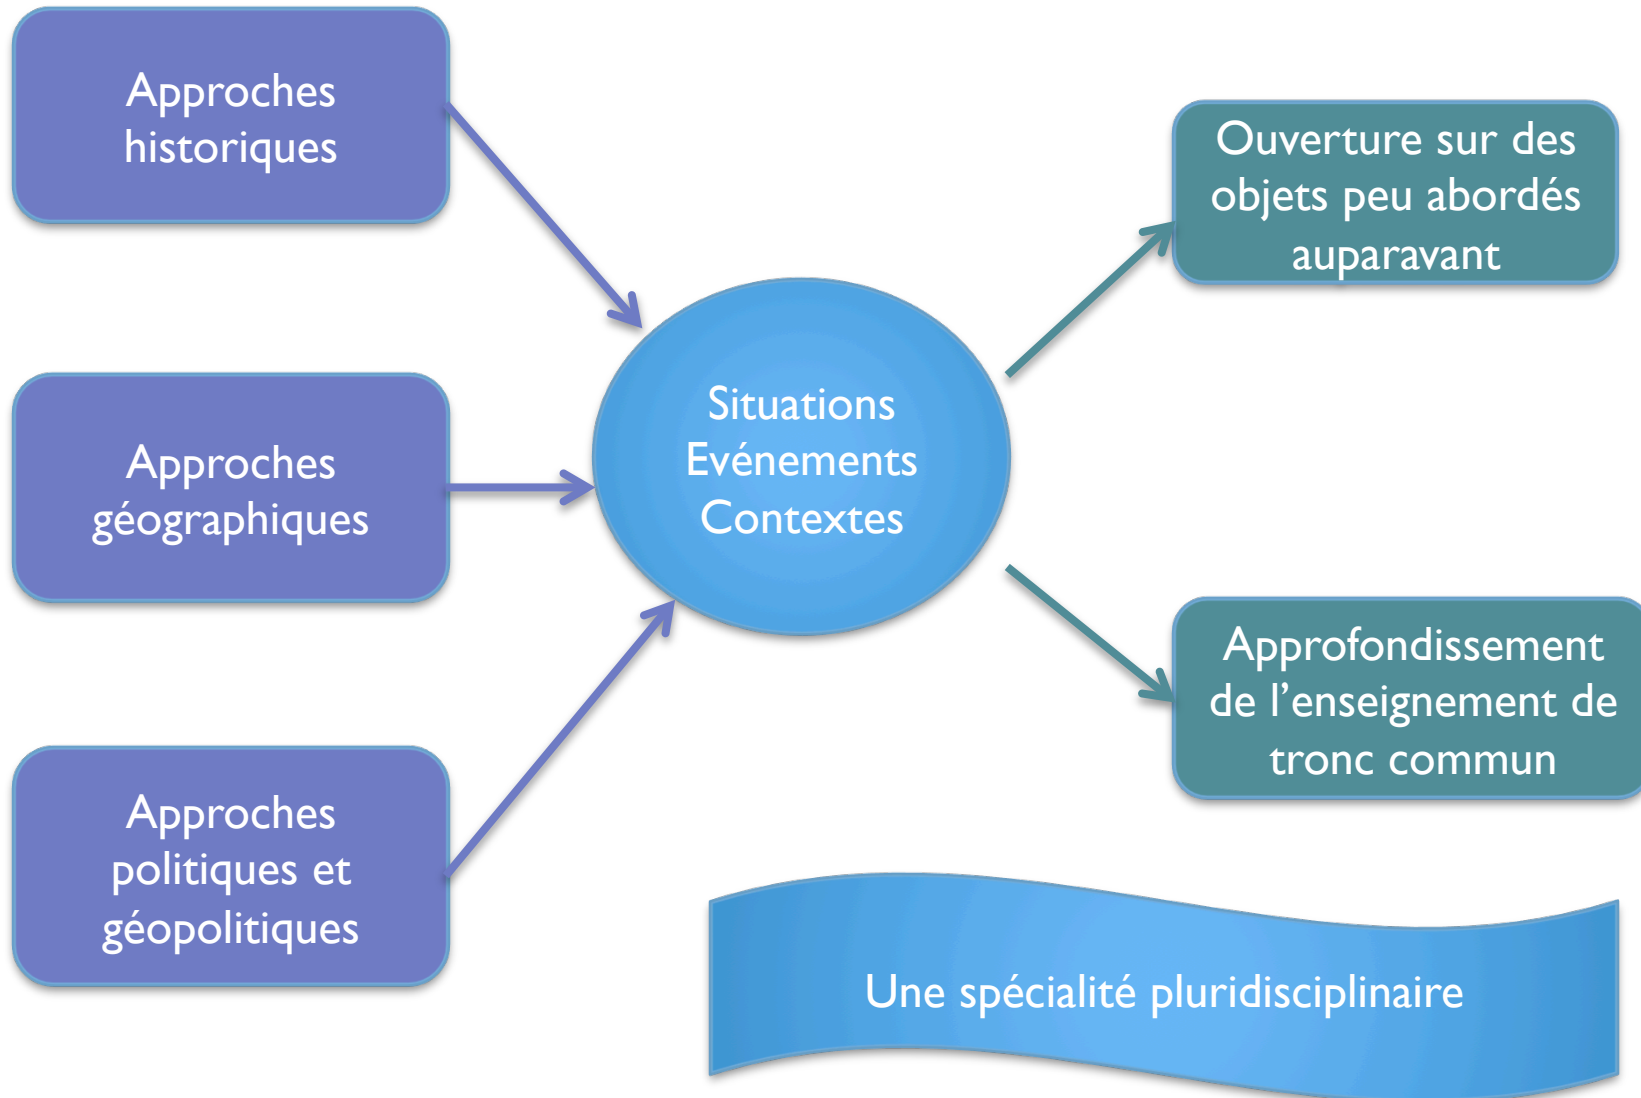 Approches
historiques
Approches
géographiques
Approches
politiques et
géopolitiques
Situations
Evénements
Contextes
Ouverture sur des
objets peu abordés
auparavant
Approfondissement
de l’enseignement de
tronc commun
Une spécialité pluridisciplinaire